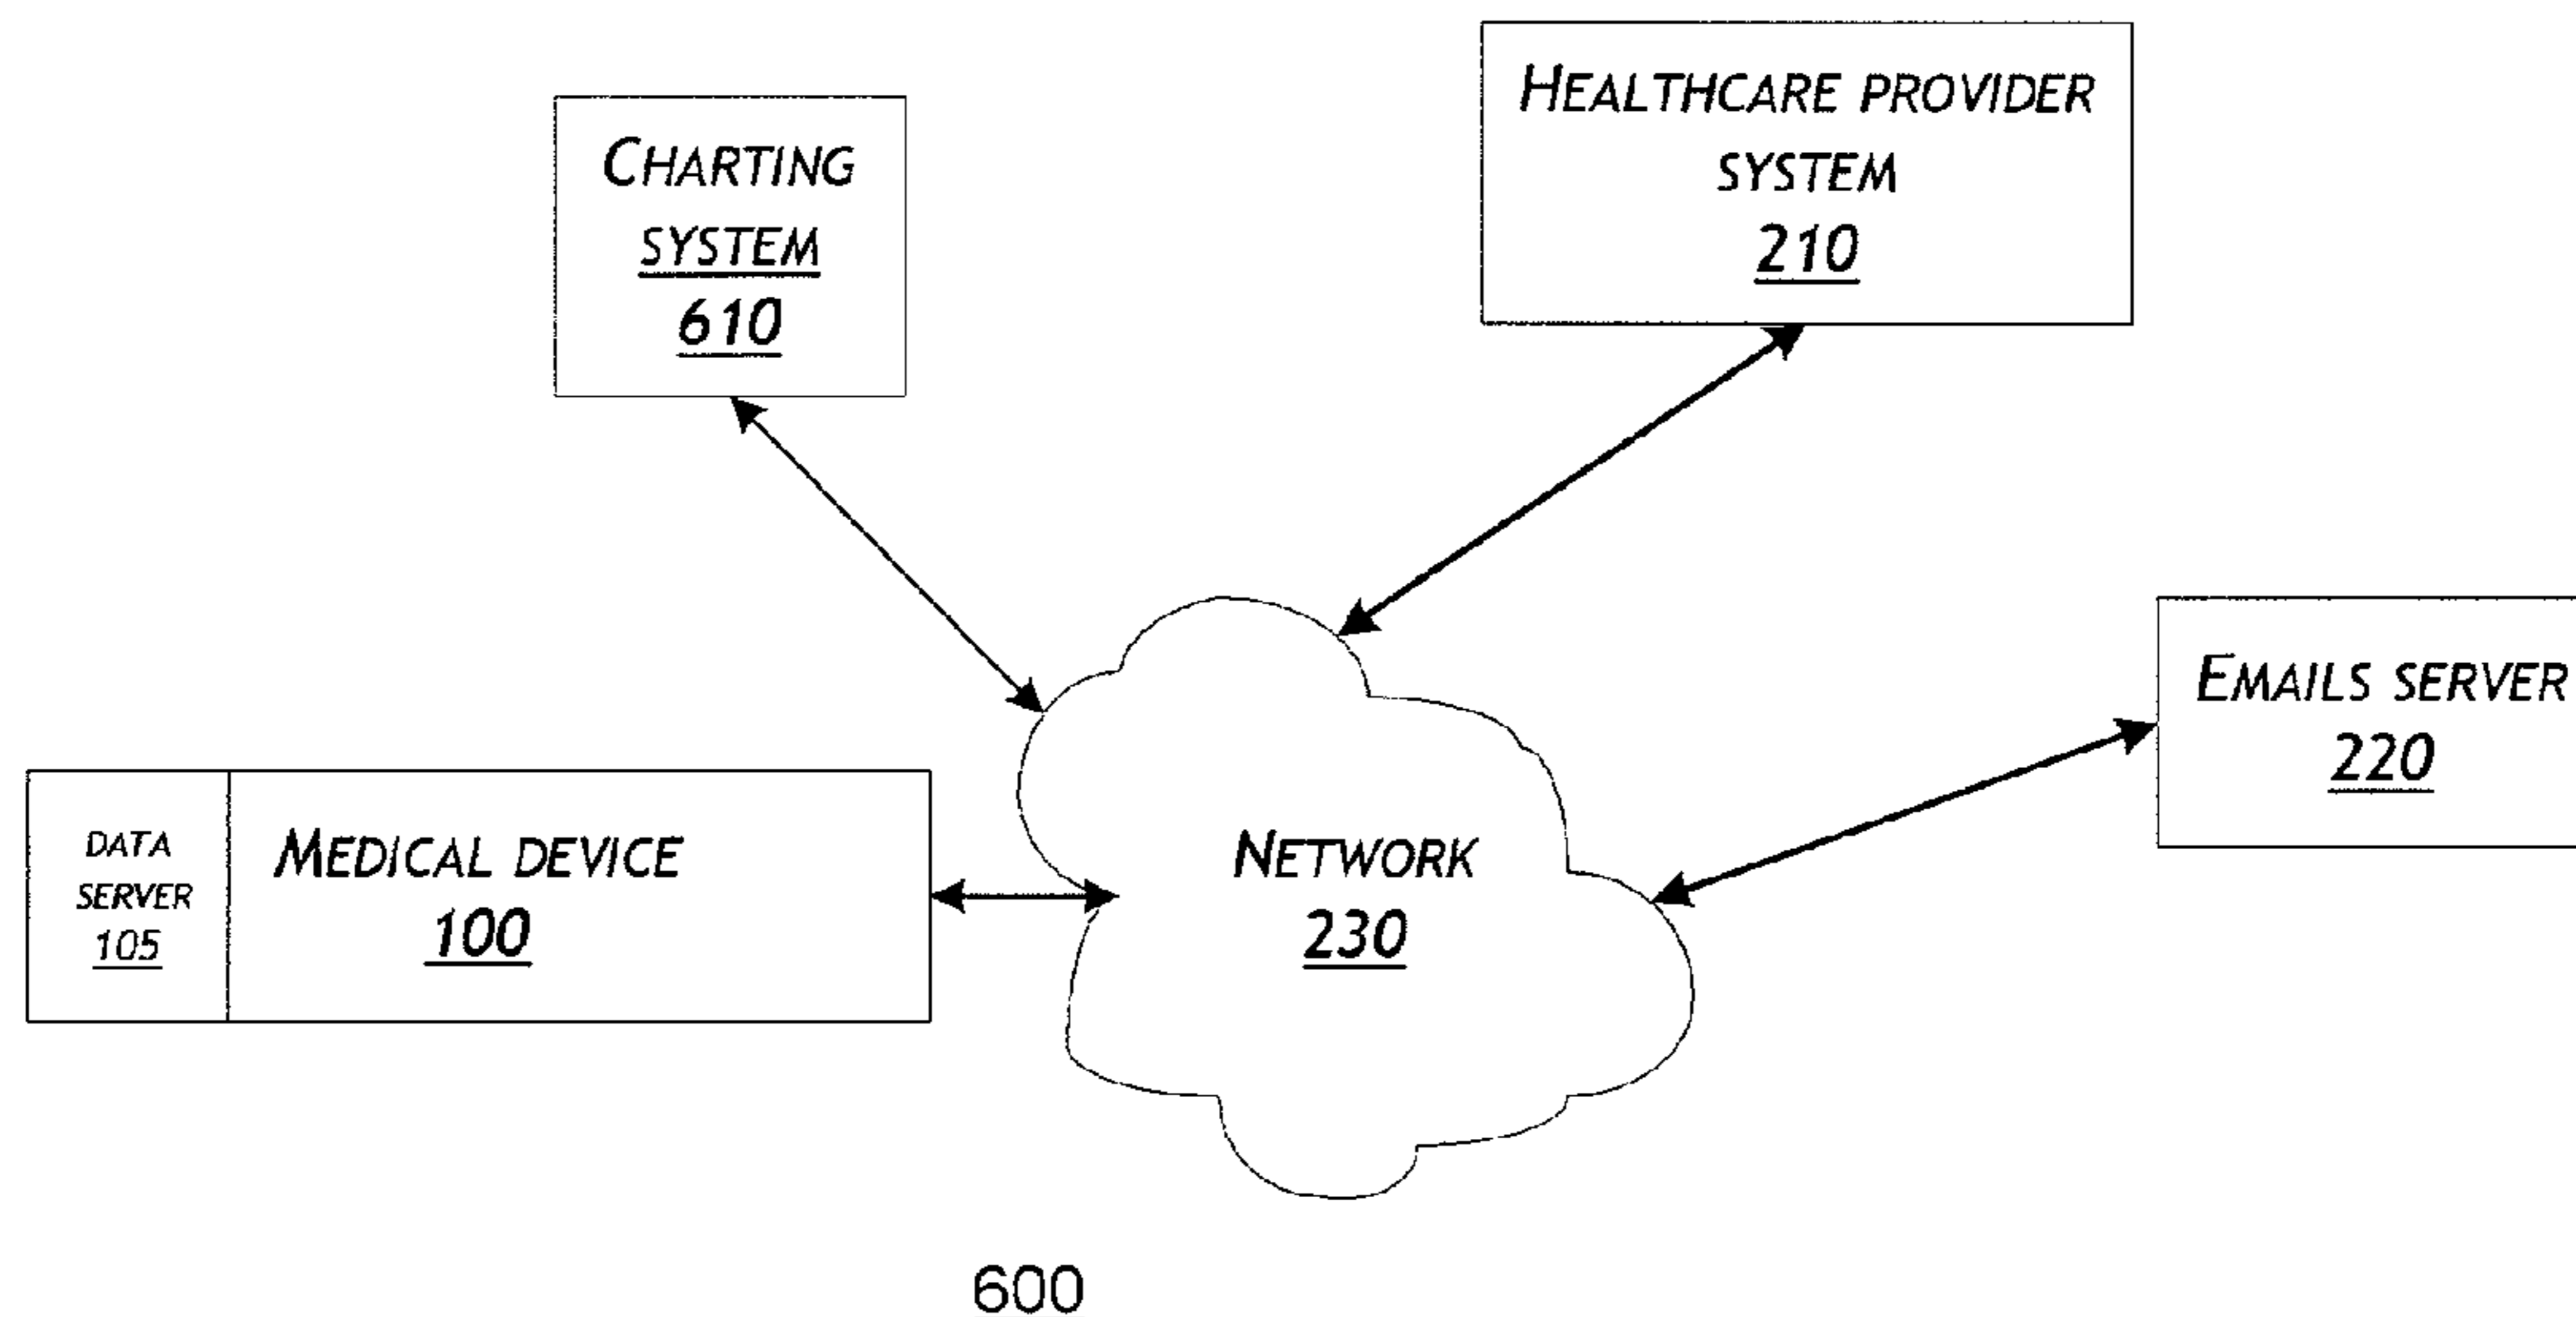 CHARTING
SYSTEM
610
HEALTHCARE PROVIDER
SYSTEM
210
EMAILS SERVER
220
DATA
SERVER
105
MEDICAL DEVICE
100
NETWORK
230
600